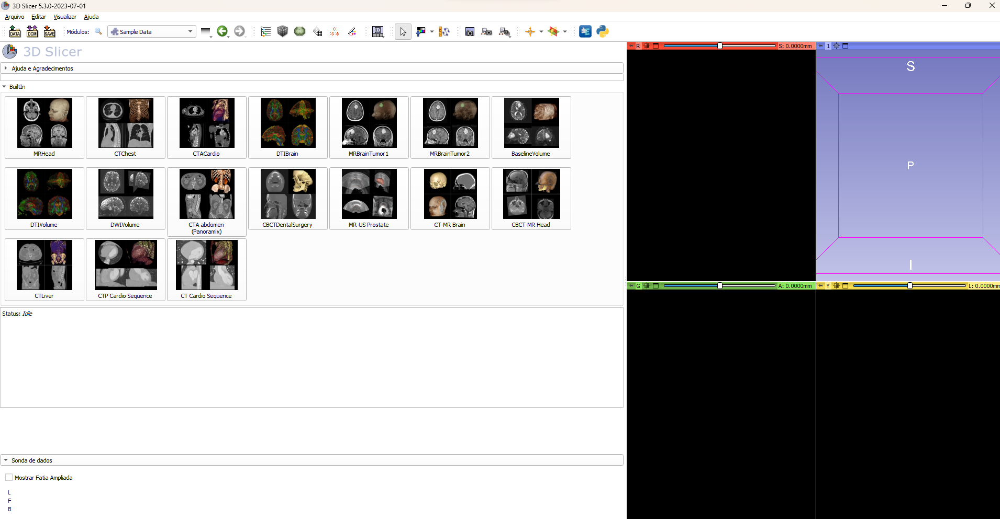 3D Slicer 5.3.0-2023-07-01
Arquivo Editar Visualizar Ajuda
DATA DCM SAVE Módulos: Sample Data
3D Slicer
Ajuda e Agradecimentos
BuiltIn
MRHead CTChest CTACardio DTIBrain MRBrainTumor1 MRBrainTumor2 BaselineVolume
DTIVolume DWIVolume CTA abdomen (Panoramix) CBCTDentalSurgery MR-US Prostate CT-MR Brain CBCT-MR Head
CTLiver CTP Cardio Sequence CT Cardio Sequence
Status: Idle
Sonda de dados
Mostrar Fatia Ampliada
L
F
B
R S: 0.0000mm
1
S
P
I
G A: 0.0000mm
Y L: 0.0000mm